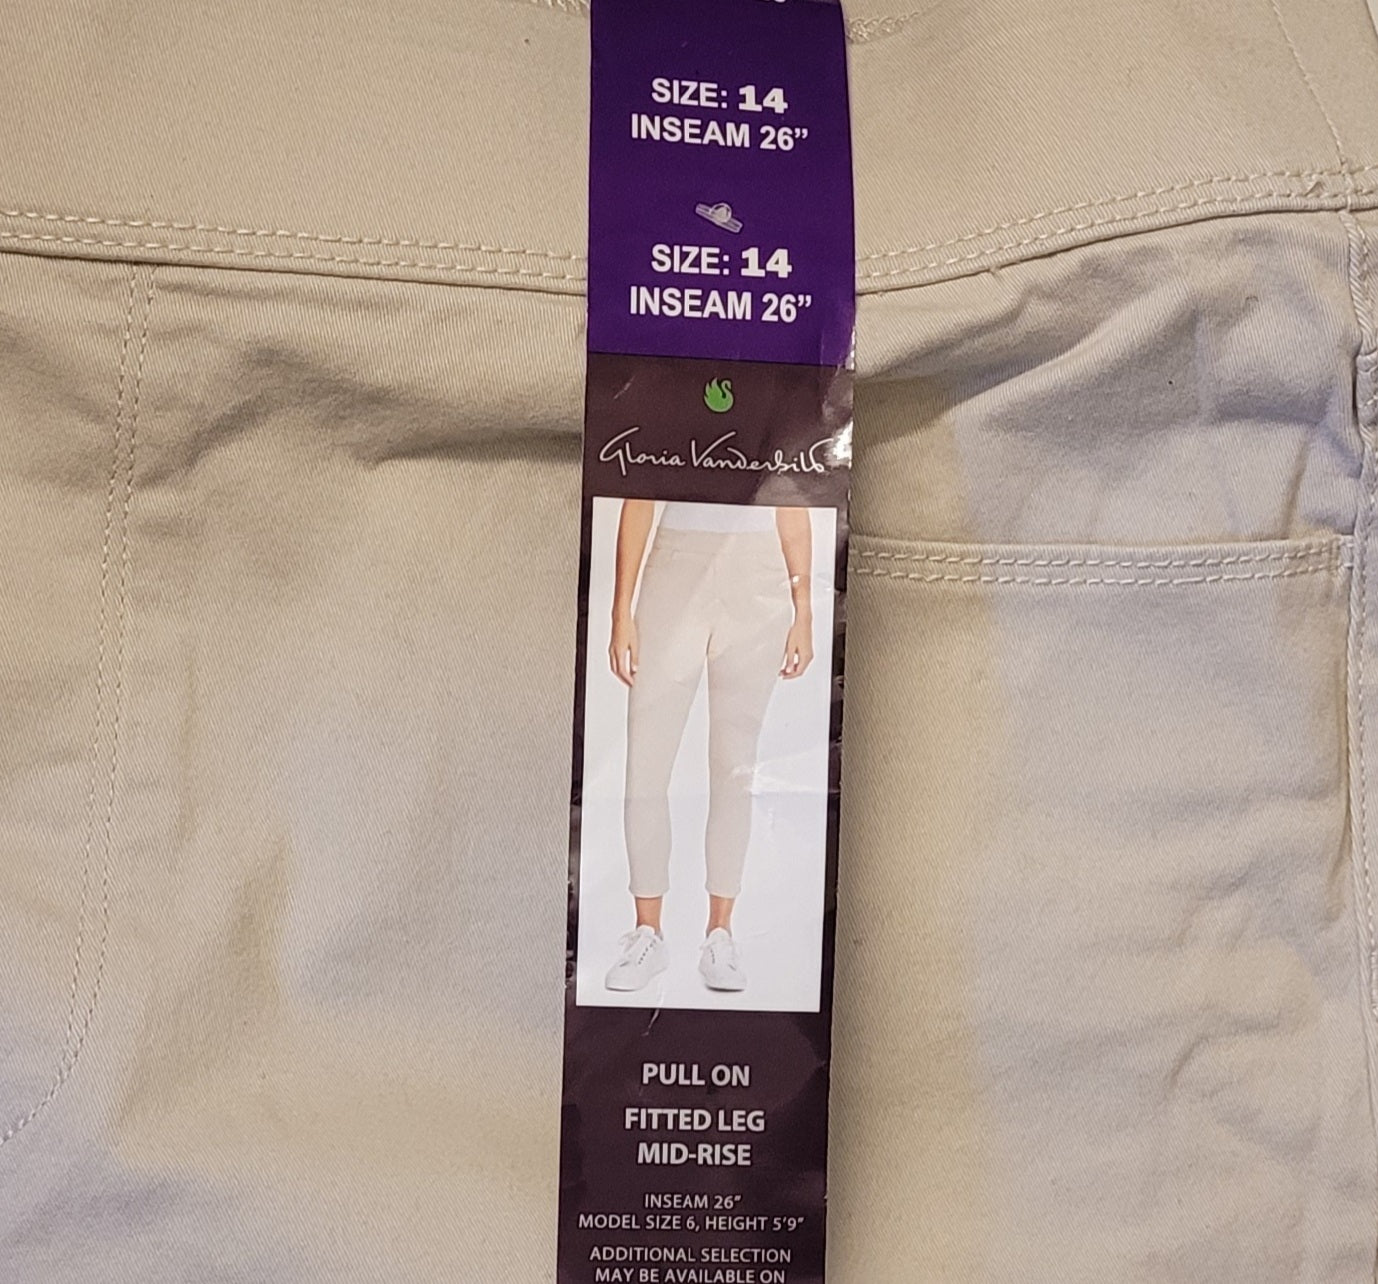 SIZE: 14
INSEAM 26”
SIZE: 14
INSEAM 26”
Gloria Vanderbilt
PULL ON
FITTED LEG
MID-RISE
INSEAM 26"
MODEL SIZE 6, HEIGHT 5'9"
ADDITIONAL SELECTION
MAY BE AVAILABLE ON